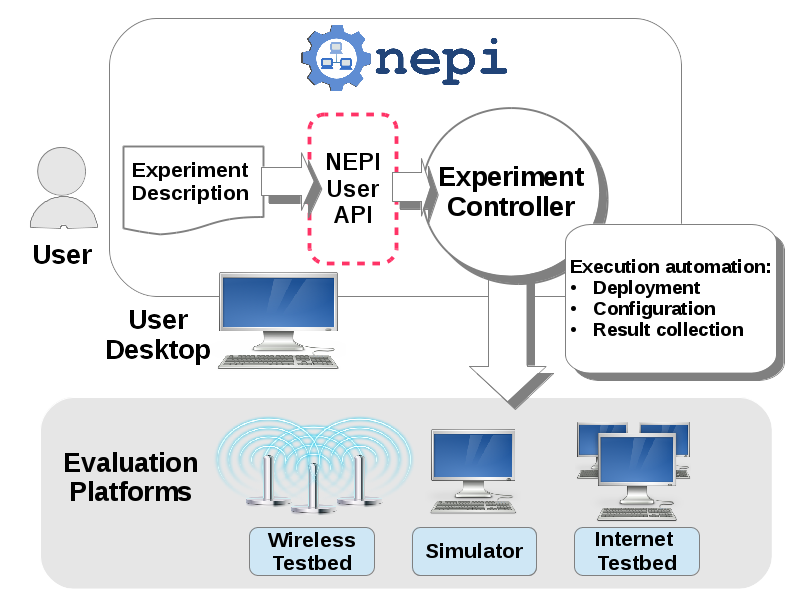 nepi
Experiment
Description
NEPI
User
API
Experiment
Controller
User
Execution automation:
• Deployment
• Configuration
• Result collection
User
Desktop
Evaluation
Platforms
Wireless
Testbed
Simulator
Internet
Testbed